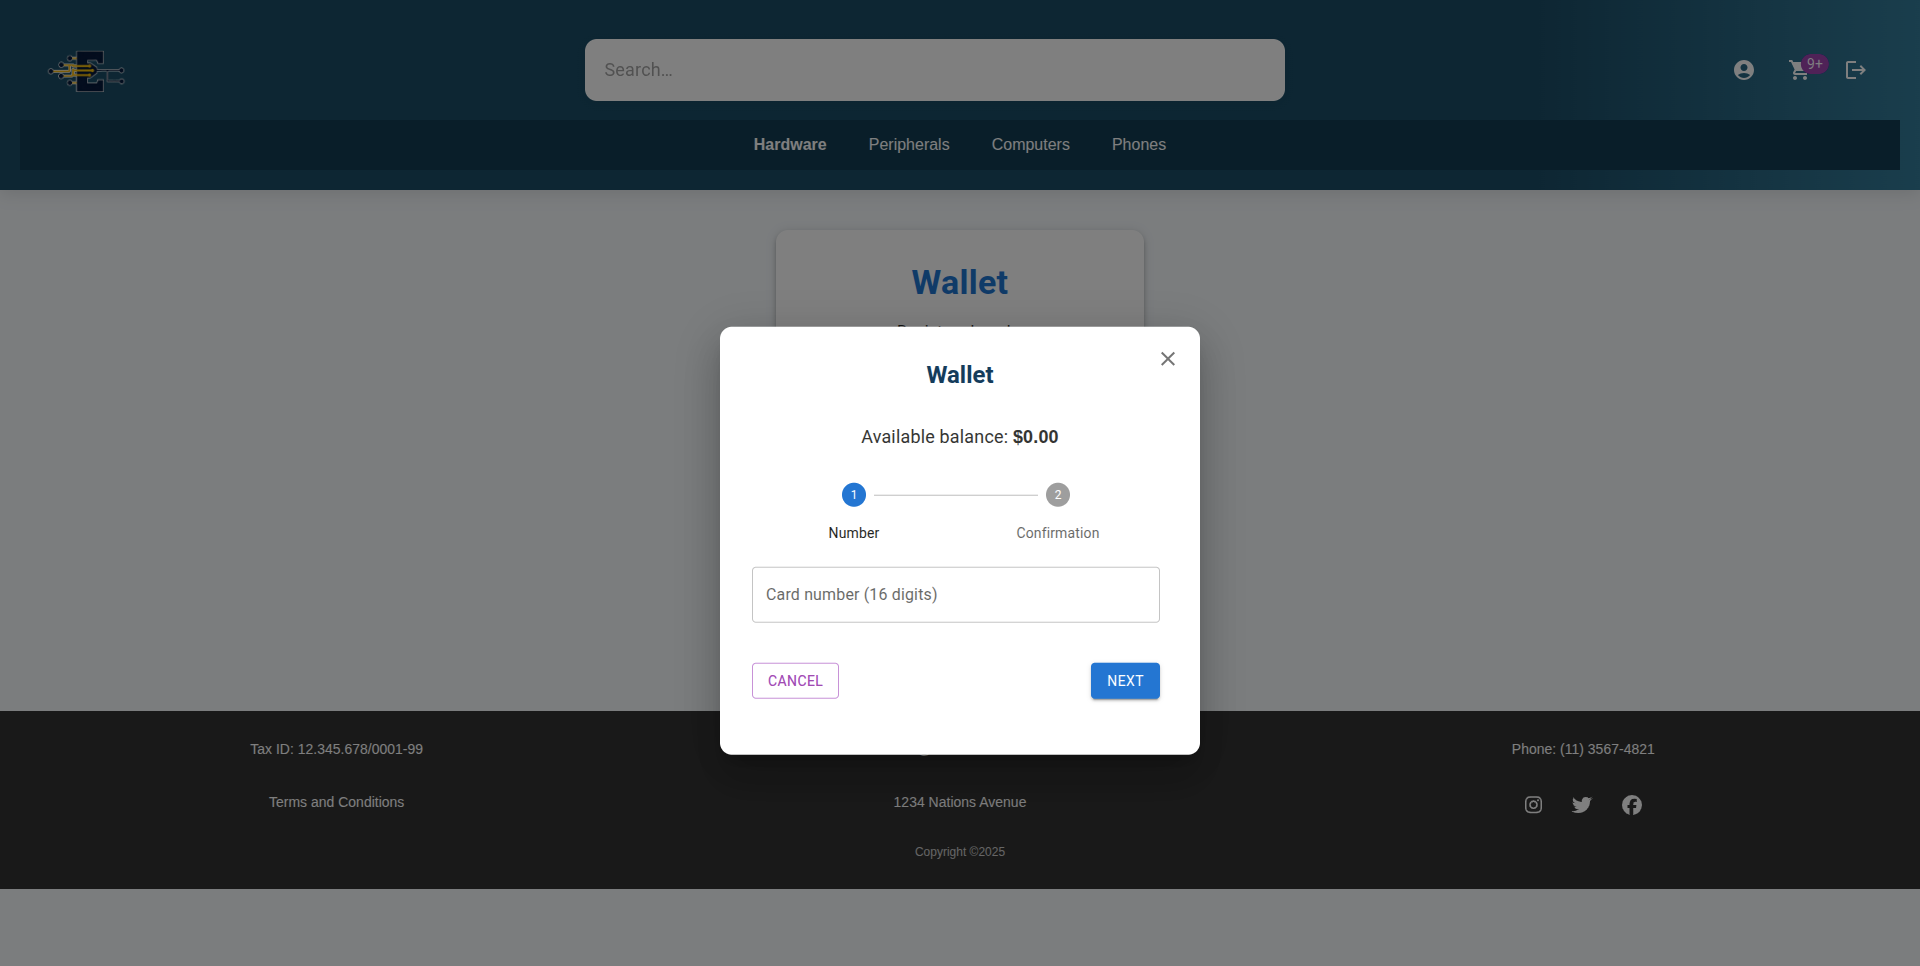 Search...
9+
Hardware Peripherals Computers Phones
Wallet
Wallet
Available balance: $0.00
1 2
Number Confirmation
Card number (16 digits)
CANCEL NEXT
Tax ID: 12.345.678/0001-99 Phone: (11) 3567-4821
Terms and Conditions 1234 Nations Avenue
Copyright ©2025